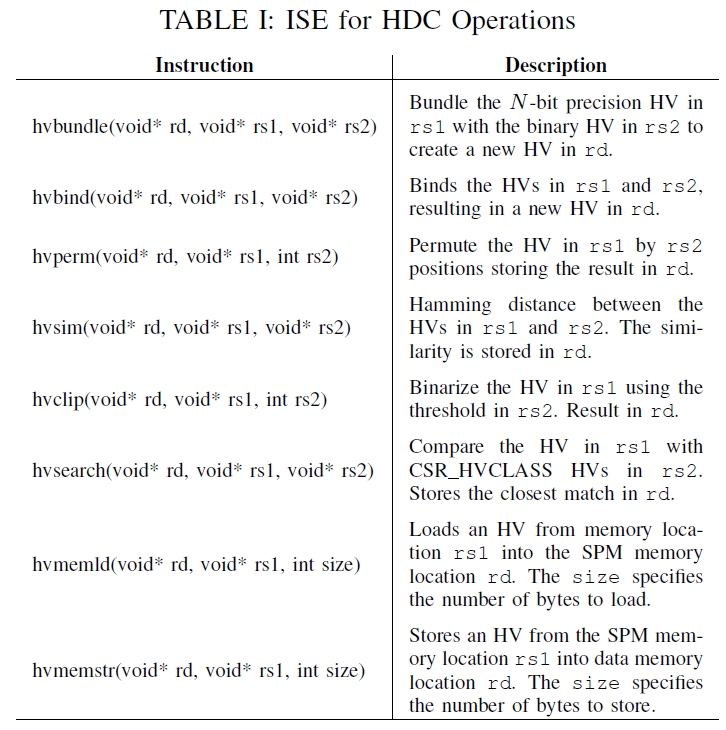 TABLE I: ISE for HDC Operations
Instruction Description
hvbundle(void* rd, void* rs1, void* rs2)
Bundle the N-bit precision HV in
rs1 with the binary HV in rs2 to
create a new HV in rd.
hvbind(void* rd, void* rs1, void* rs2)
Binds the HVs in rs1 and rs2,
resulting in a new HV in rd.
hvperm(void* rd, void* rs1, int rs2)
Permute the HV in rs1 by rs2
positions storing the result in rd.
hvsim(void* rd, void* rs1, void* rs2)
Hamming distance between the
HVs in rs1 and rs2. The simi-
larity is stored in rd.
hvclip(void* rd, void* rs1, int rs2)
Binarize the HV in rs1 using the
threshold in rs2. Result in rd.
hvsearch(void* rd, void* rs1, void* rs2)
Compare the HV in rs1 with
CSR_HVCLASS HVs in rs2.
Stores the closest match in rd.
hvmemld(void* rd, void* rs1, int size)
Loads an HV from memory loca-
tion rs1 into the SPM memory
location rd. The size specifies
the number of bytes to load.
hvmemstr(void* rd, void* rs1, int size)
Stores an HV from the SPM mem-
ory location rs1 into data memory
location rd. The size specifies
the number of bytes to store.